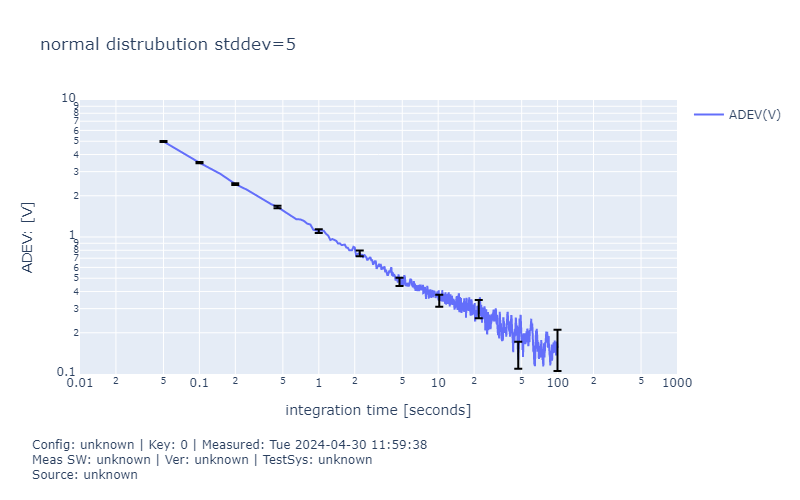 normal distrubution stddev=5
10
9
8
7
6
5
4
3
2
1
9
8
7
6
5
4
3
2
0.1
ADEV: [V]
ADEV(V)
0.01 2 5 0.1 2 5 1 2 5 10 2 5 100 2 5 1000
integration time [seconds]
Config: unknown | Key: 0 | Measured: Tue 2024-04-30 11:59:38
Meas SW: unknown | Ver: unknown | TestSys: unknown
Source: unknown